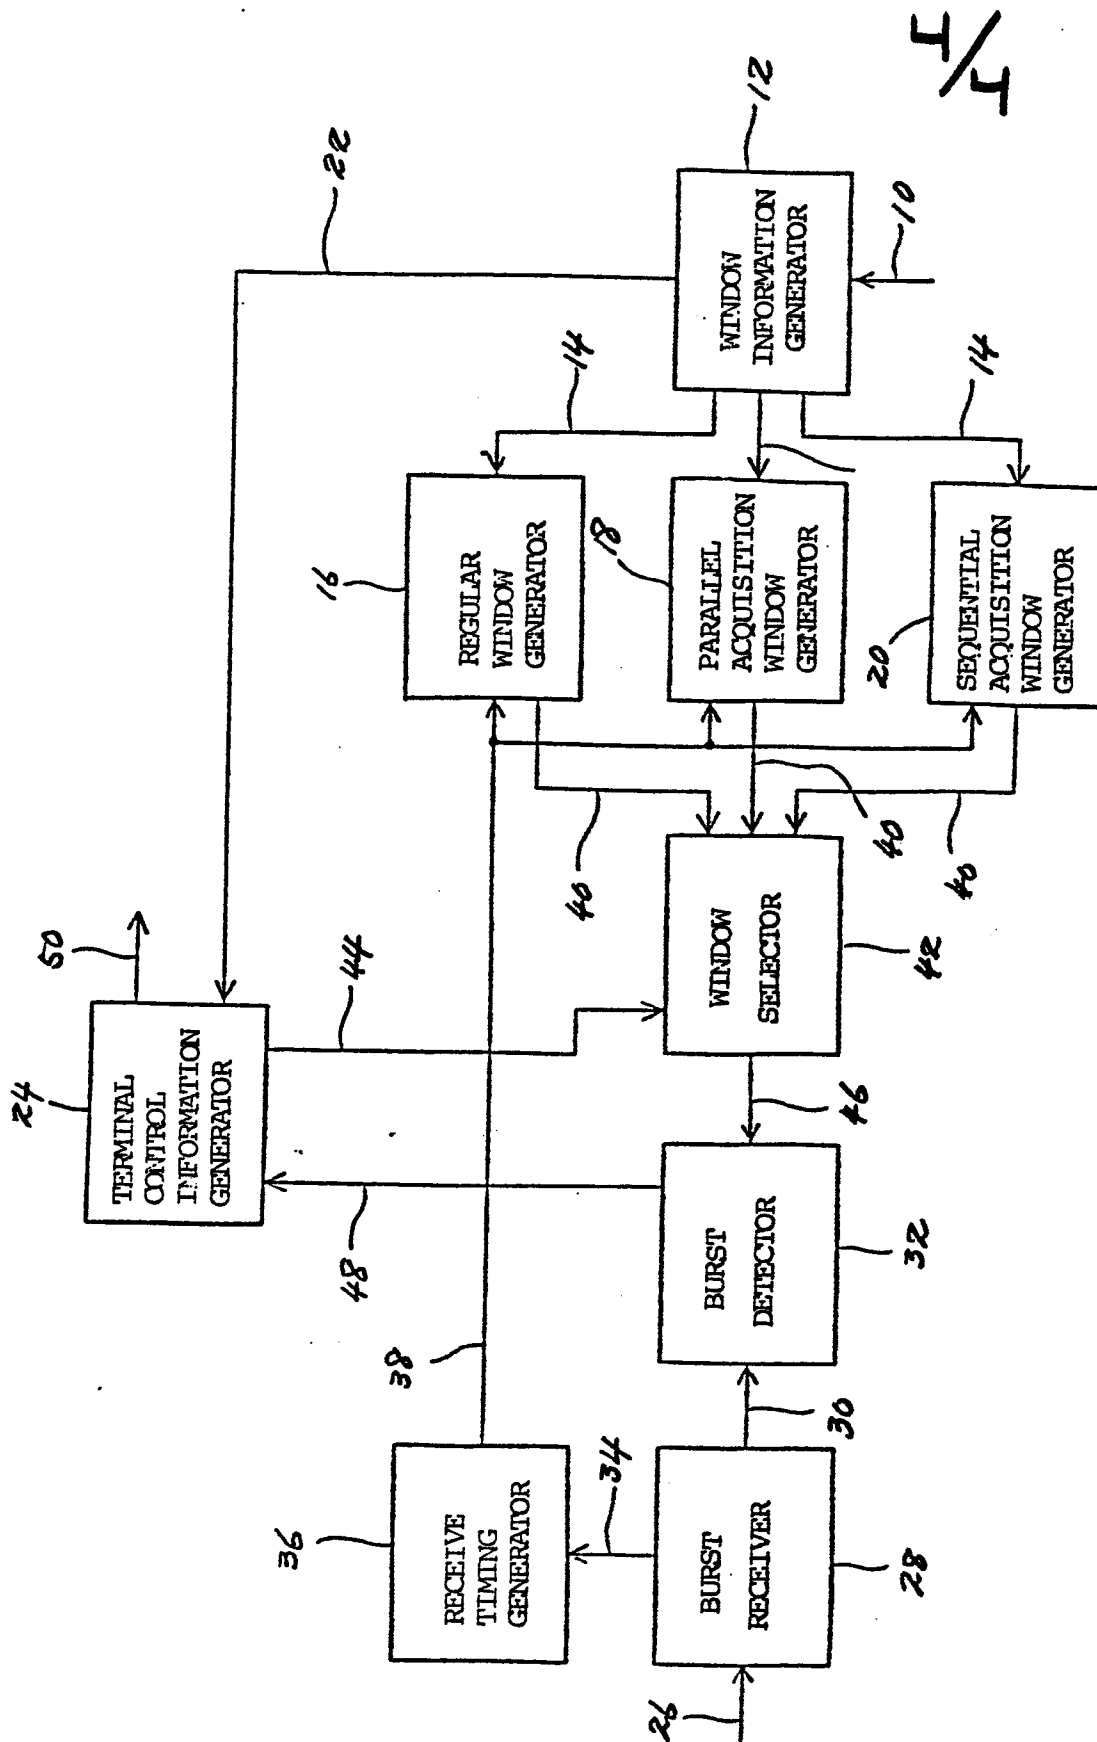 24
TERMINAL
CONTROL
INFORMATION
GENERATOR
50
22
44
48
36
RECEIVE
TIMING
GENERATOR
38
16
REGULAR
WINDOW
GENERATOR
14
34
40
26
BURST
RECEIVER
28
30
BURST
DETECTOR
32
46
WINDOW
SELECTOR
42
40
18
PARALLEL
ACQUISITION
WINDOW
GENERATOR
WINDOW
INFORMATION
GENERATOR
12
10
40
20
SEQUENTIAL
ACQUISITION
WINDOW
GENERATOR
14
4/4